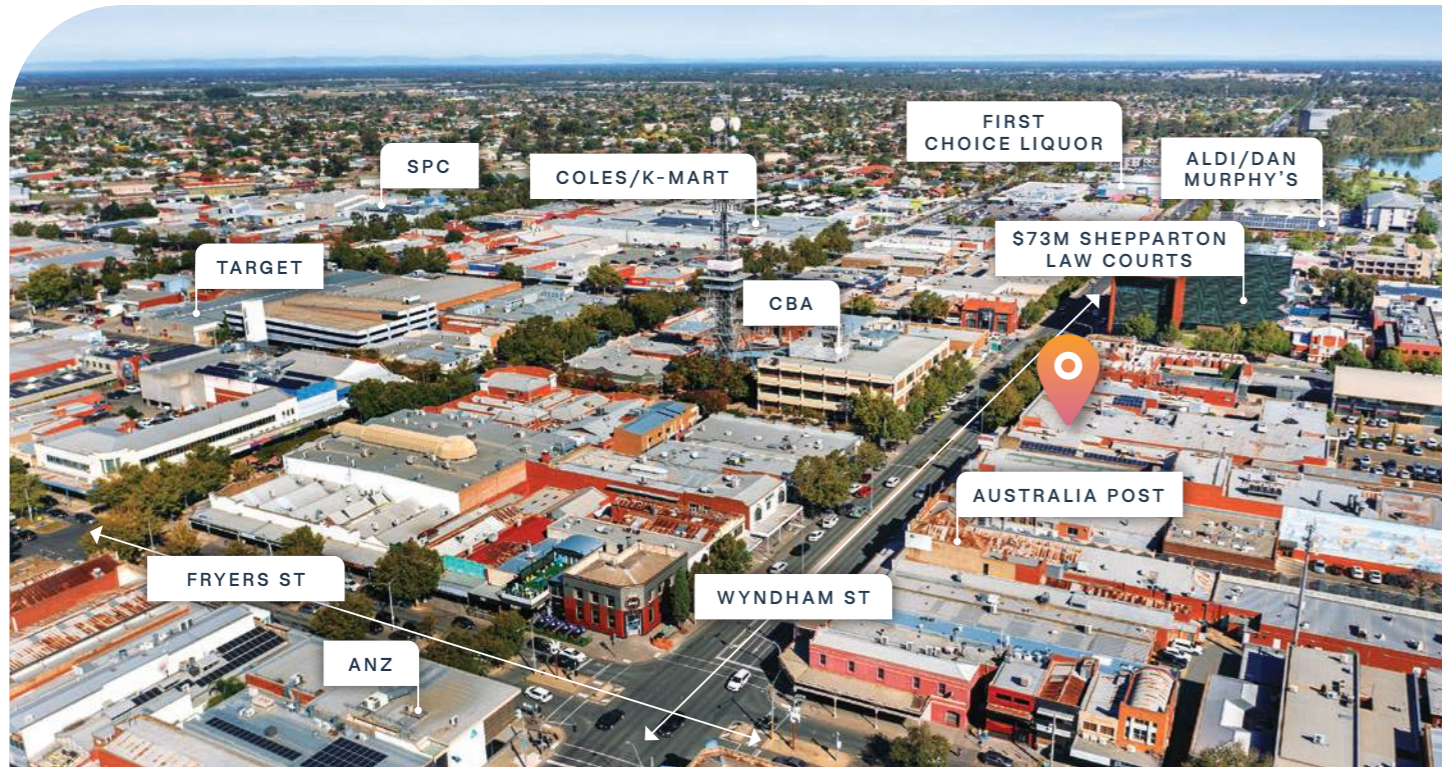 FIRST
CHOICE LIQUOR
SPC
COLES/K-MART
ALDI/DAN
MURPHY'S
$73M SHEPPARTON
LAW COURTS
TARGET
CBA
AUSTRALIA POST
FRYERS ST
WYNDHAM ST
ANZ